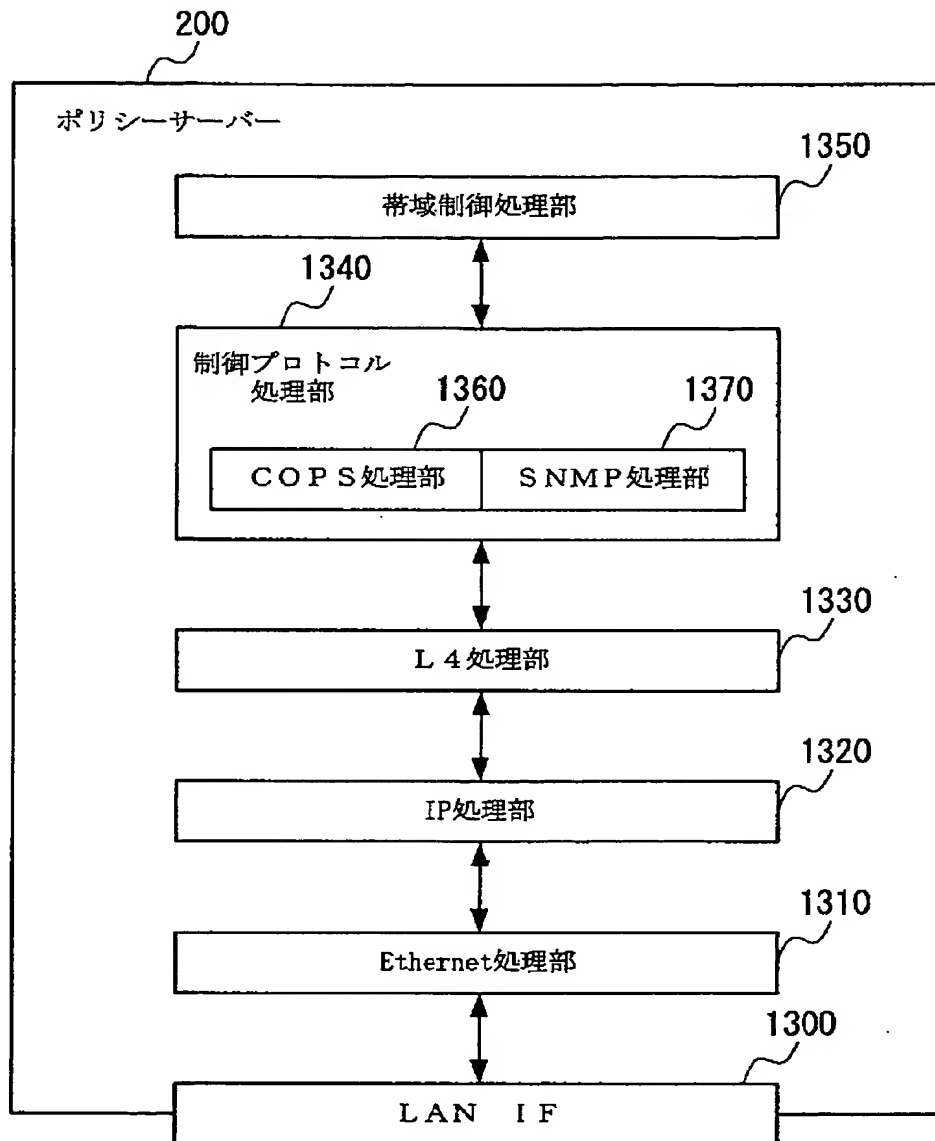 200
ポリシーサーバー
1350
帯域制御処理部
1340
制御プロトコル
処理部
1360
1370
COPS処理部
SNMP処理部
1330
L4処理部
1320
IP処理部
1310
Ethernet処理部
1300
LAN IF